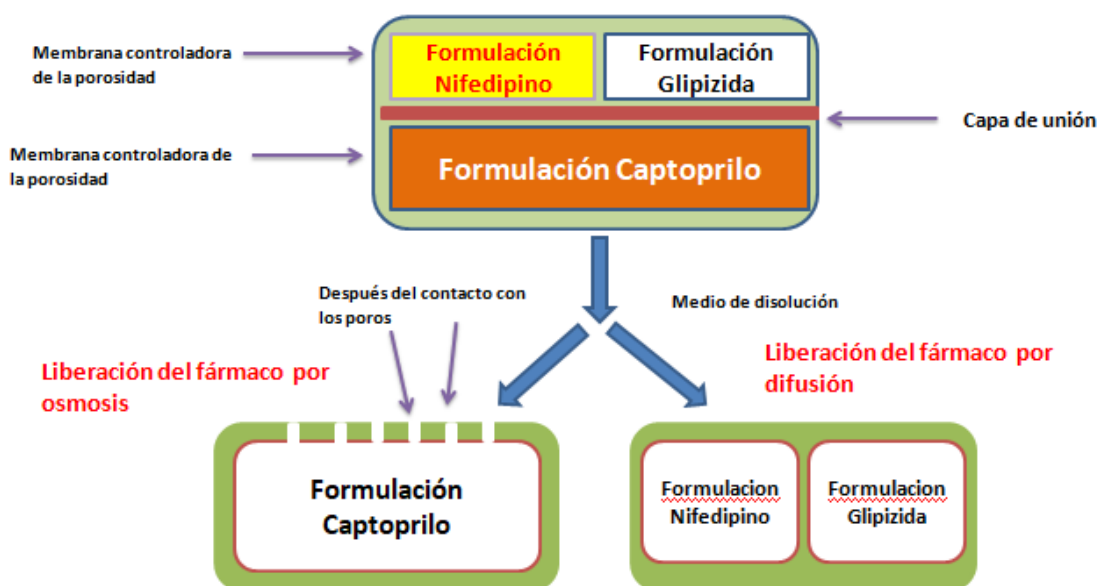 Membrana controladora
de la porosidad
Formulación
Nifedipino
Formulación
Glipizida
Capa de unión
Membrana controladora de
la porosidad
Formulación Captoprilo
Después del contacto con
los poros
Medio de disolución
Liberación del fármaco por
osmosis
Liberación del fármaco por
difusión
Formulación
Captoprilo
Formulacion
Nifedipino
Formulacion
Glipizida